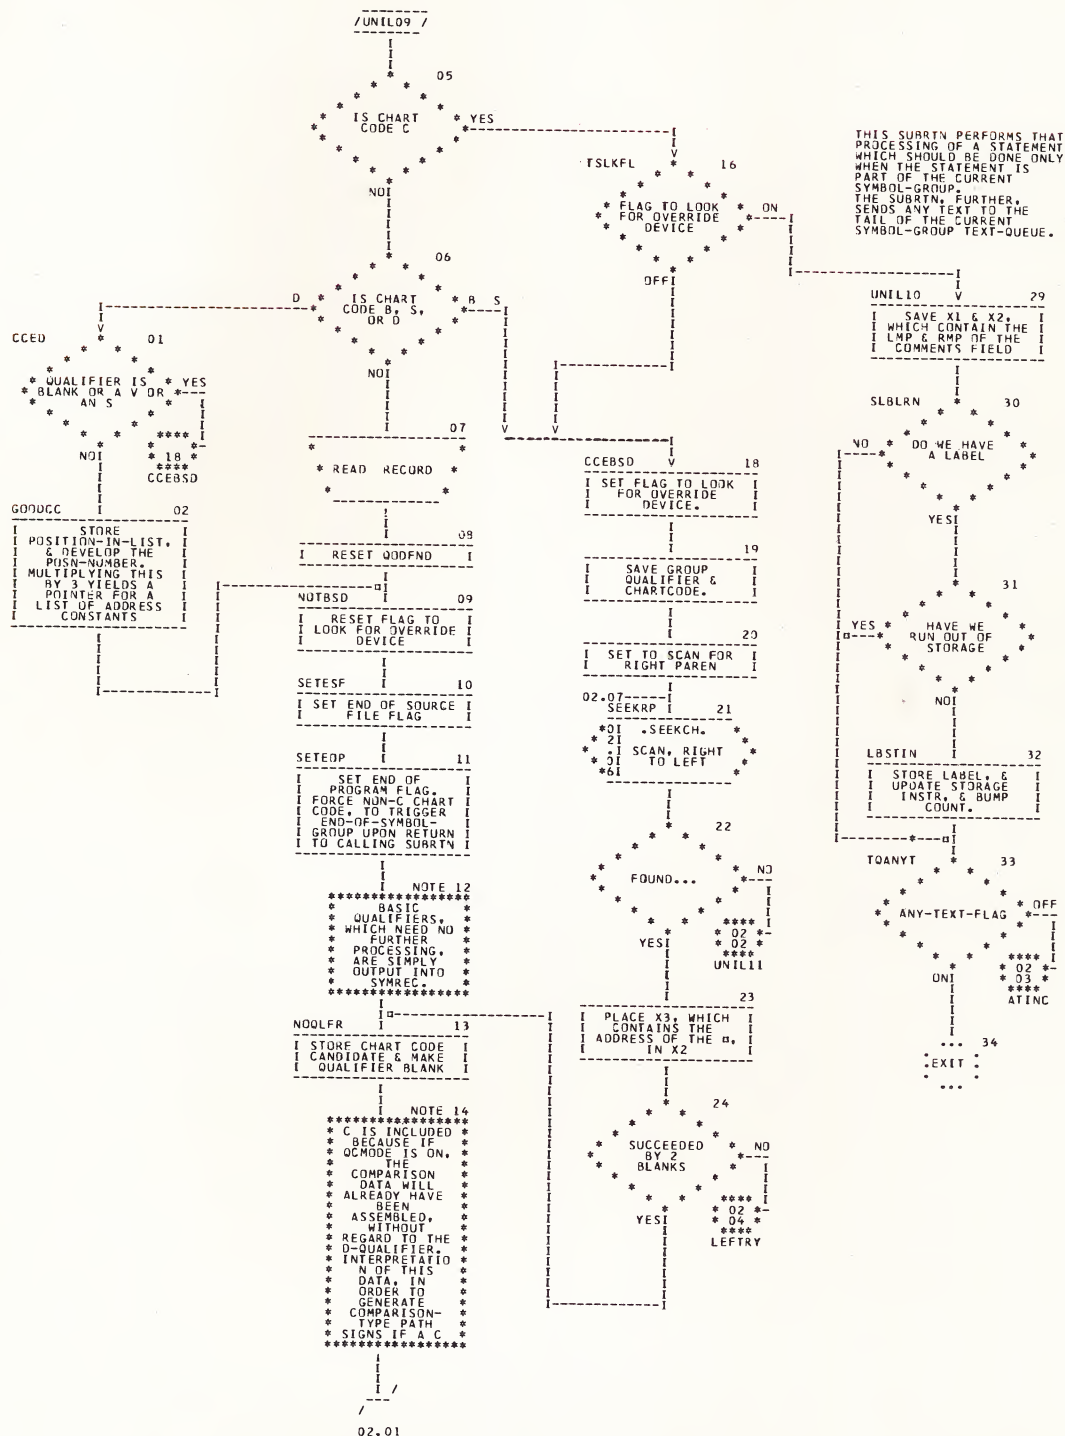 /UNIL09 /
05
IS CHART
CODE C
YES
NO
THIS SUBRTN PERFORMS THAT
PROCESSING OF A STATEMENT
WHICH SHOULD BE DONE ONLY
WHEN THE STATEMENT IS
PART OF THE CURRENT
SYMBOL-GROUP.
THE SUBRTN, FURTHER,
SENDS ANY TEXT TO THE
TAIL OF THE CURRENT
SYMBOL-GROUP TEXT-QUEUE.
TSLKFL
16
FLAG TO LOOK
FOR OVERRIDE
DEVICE
ON
OFF
06
IS CHART
CODE B, S,
OR D
D
B S
NO
CCED
01
QUALIFIER IS
BLANK OR A V OR
AN S
YES
NO
18
CCEBSD
GOODCC
02
STORE
POSITION-IN-LIST,
& DEVELOP THE
POSN-NUMBER.
MULTIPLYING THIS
BY 3 YIELDS A
POINTER FOR A
LIST OF ADDRESS
CONSTANTS
07
READ RECORD
08
RESET QODFND
NOTBSD
09
RESET FLAG TO
LOOK FOR OVERRIDE
DEVICE
SETESF
10
SET END OF SOURCE
FILE FLAG
SETEOP
11
SET END OF
PROGRAM FLAG.
FORCE NON-C CHART
CODE, TO TRIGGER
END-OF-SYMBOL-
GROUP UPON RETURN
TO CALLING SUBRTN
NOTE 12
BASIC
QUALIFIERS,
WHICH NEED NO
FURTHER
PROCESSING,
ARE SIMPLY
OUTPUT INTO
SYMREC.
NOQLFR
13
STORE CHART CODE
CANDIDATE & MAKE
QUALIFIER BLANK
NOTE 14
C IS INCLUDED
BECAUSE IF
QCMODE IS ON,
THE
COMPARISON
DATA WILL
ALREADY HAVE
BEEN
ASSEMBLED,
WITHOUT
REGARD TO THE
D-QUALIFIER.
INTERPRETATIO
N OF THIS
DATA, IN
ORDER TO
GENERATE
COMPARISON-
TYPE PATH
SIGNS IF A C
02.01
CCEBSD
18
SET FLAG TO LOOK
FOR OVERRIDE
DEVICE.
19
SAVE GROUP
QUALIFIER &
CHARTCODE.
20
SET TO SCAN FOR
RIGHT PAREN
02.07
SEEKRP
21
.SEEKCH.
SCAN, RIGHT
TO LEFT
22
FOUND...
NO
YES
02
02
UNIL11
23
PLACE X3, WHICH
CONTAINS THE
ADDRESS OF THE ¤,
IN X2
24
SUCCEEDED
BY 2
BLANKS
NO
YES
02
04
LEFTRY
UNIL10
29
SAVE X1 & X2,
WHICH CONTAIN THE
LMP & RMP OF THE
COMMENTS FIELD
SLBLRN
30
DO WE HAVE
A LABEL
NO
YES
31
HAVE WE
RUN OUT OF
STORAGE
YES
NO
LBSTIN
32
STORE LABEL, &
UPDATE STORAGE
INSTR, & BUMP
COUNT.
TOANYT
33
ANY-TEXT-FLAG
OFF
ON
02
03
ATINC
34
EXIT